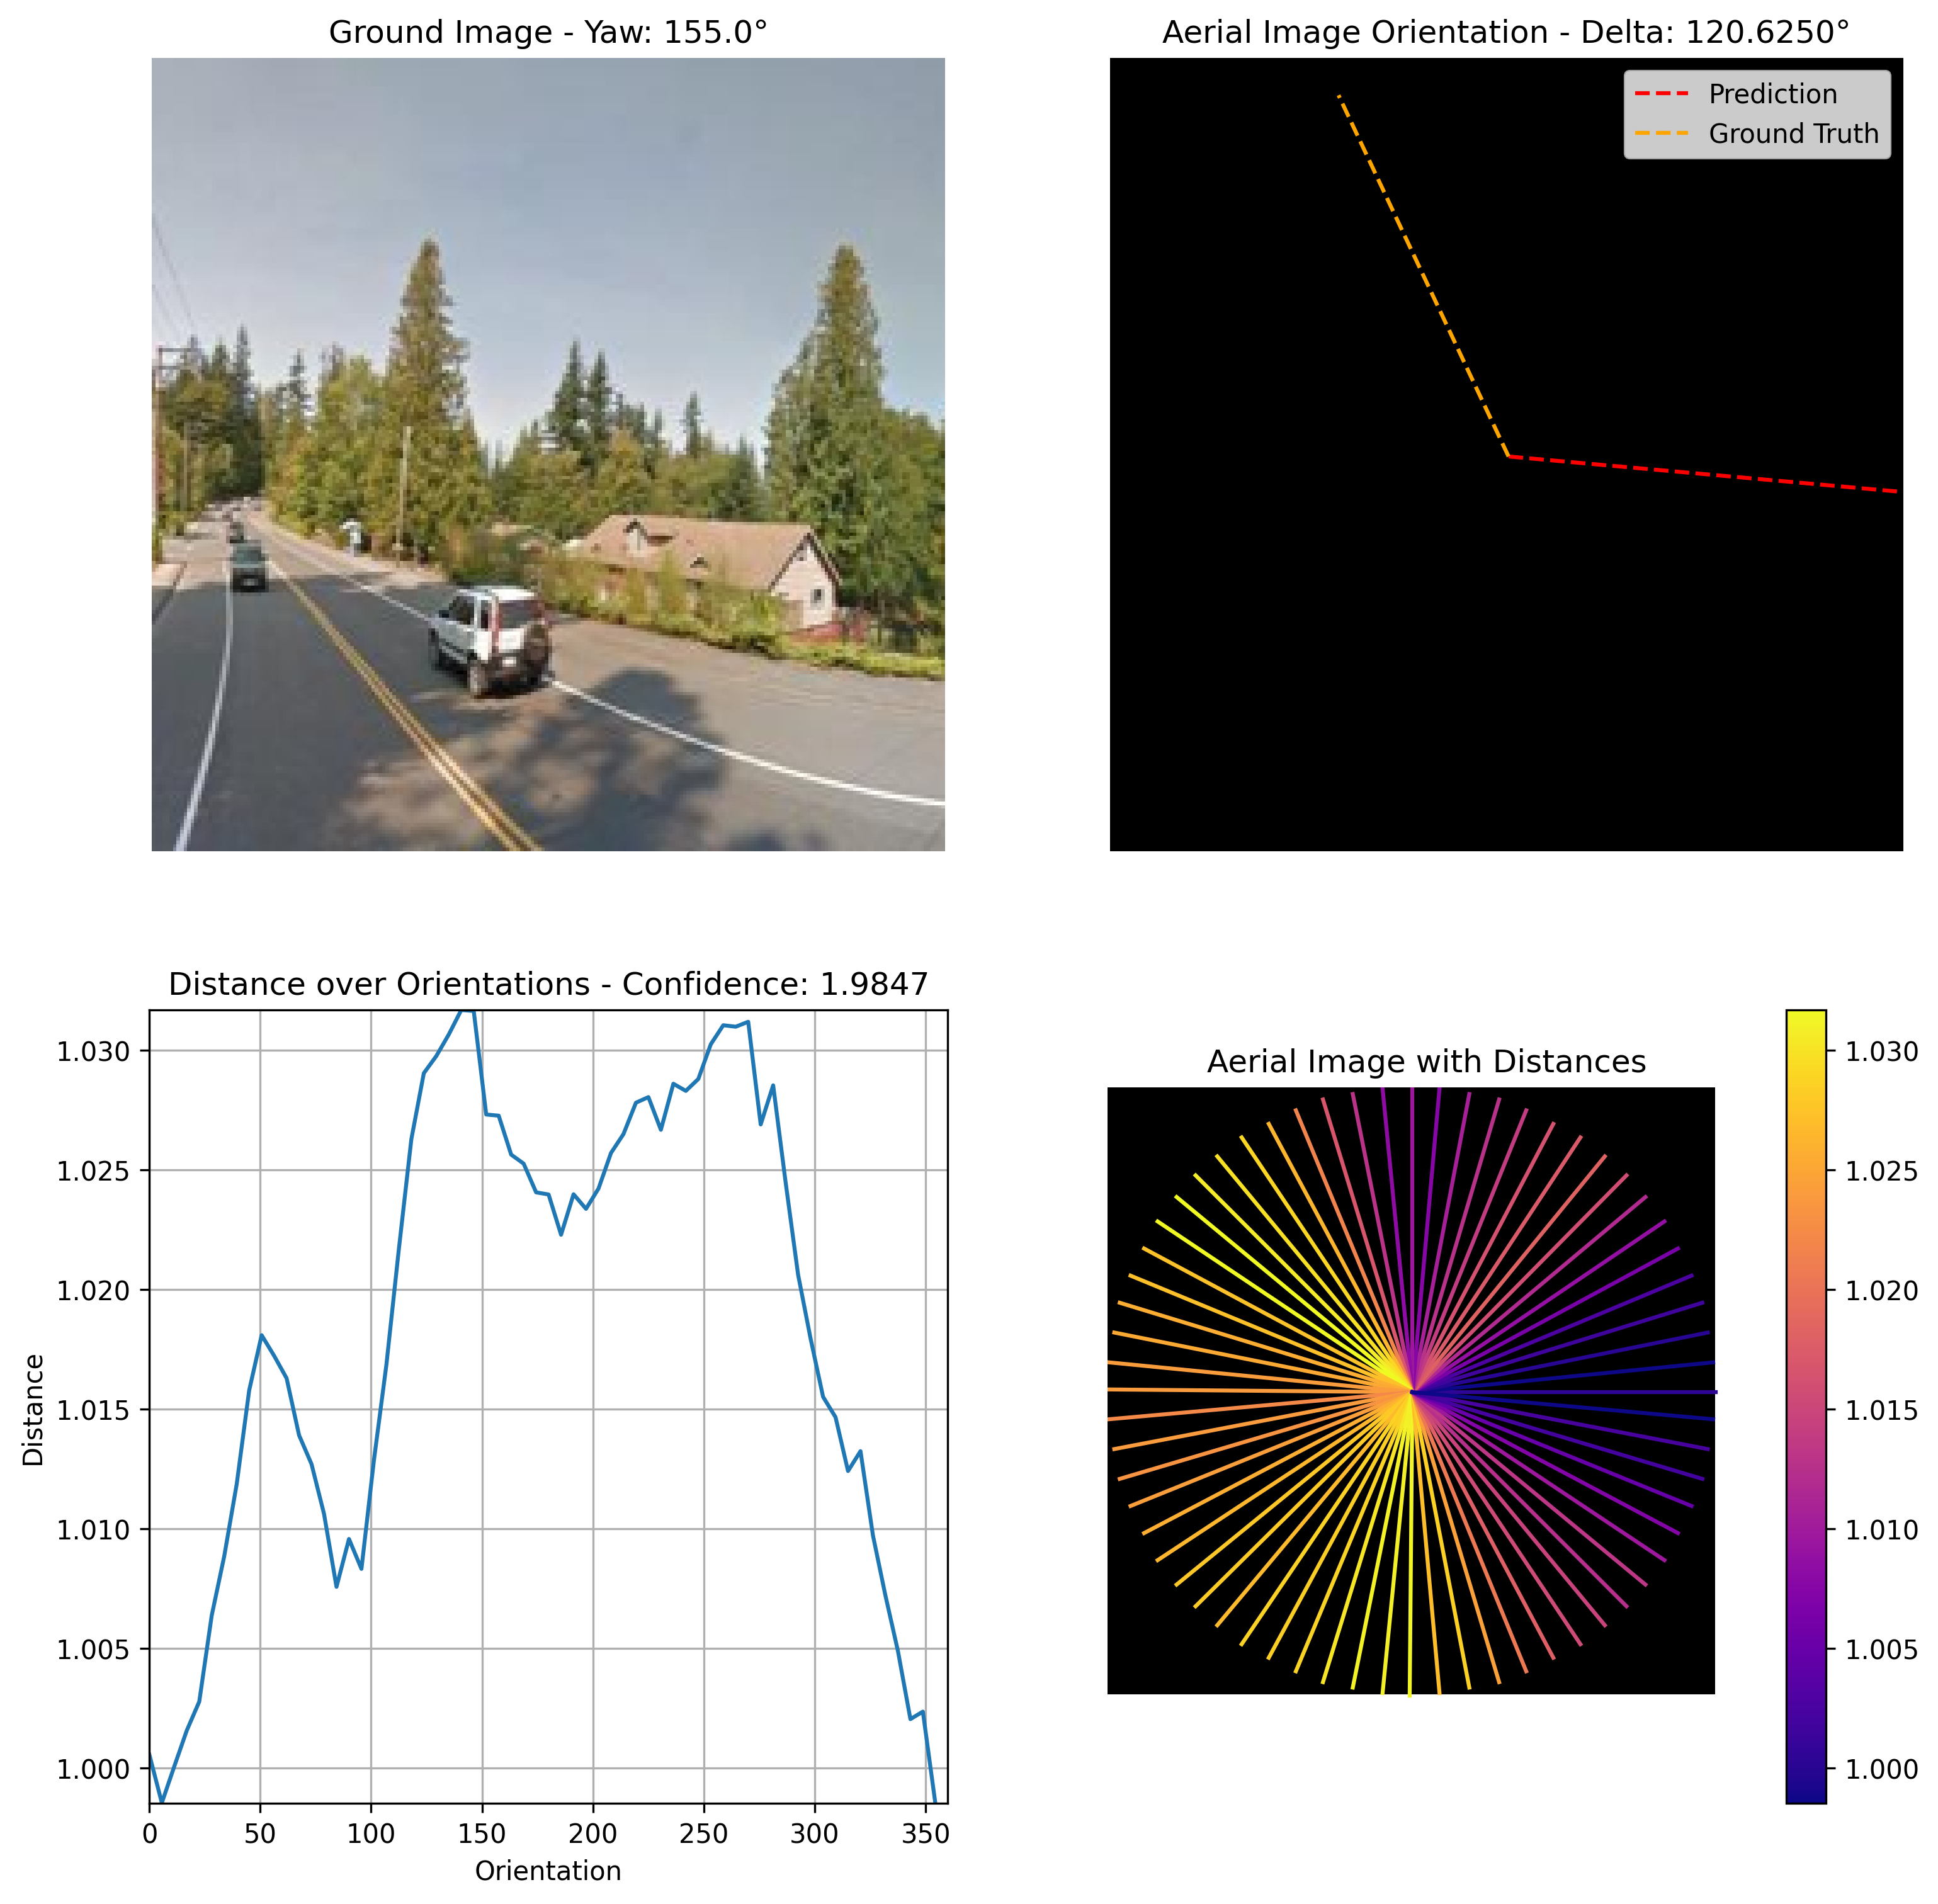 Ground Image - Yaw: 155.0°
Aerial Image Orientation - Delta: 120.6250°
Prediction
Ground Truth
Distance over Orientations - Confidence: 1.9847
1.030
1.025
1.020
1.015
1.010
1.005
1.000
Distance
0 50 100 150 200 250 300 350
Orientation
Aerial Image with Distances
1.030
1.025
1.020
1.015
1.010
1.005
1.000